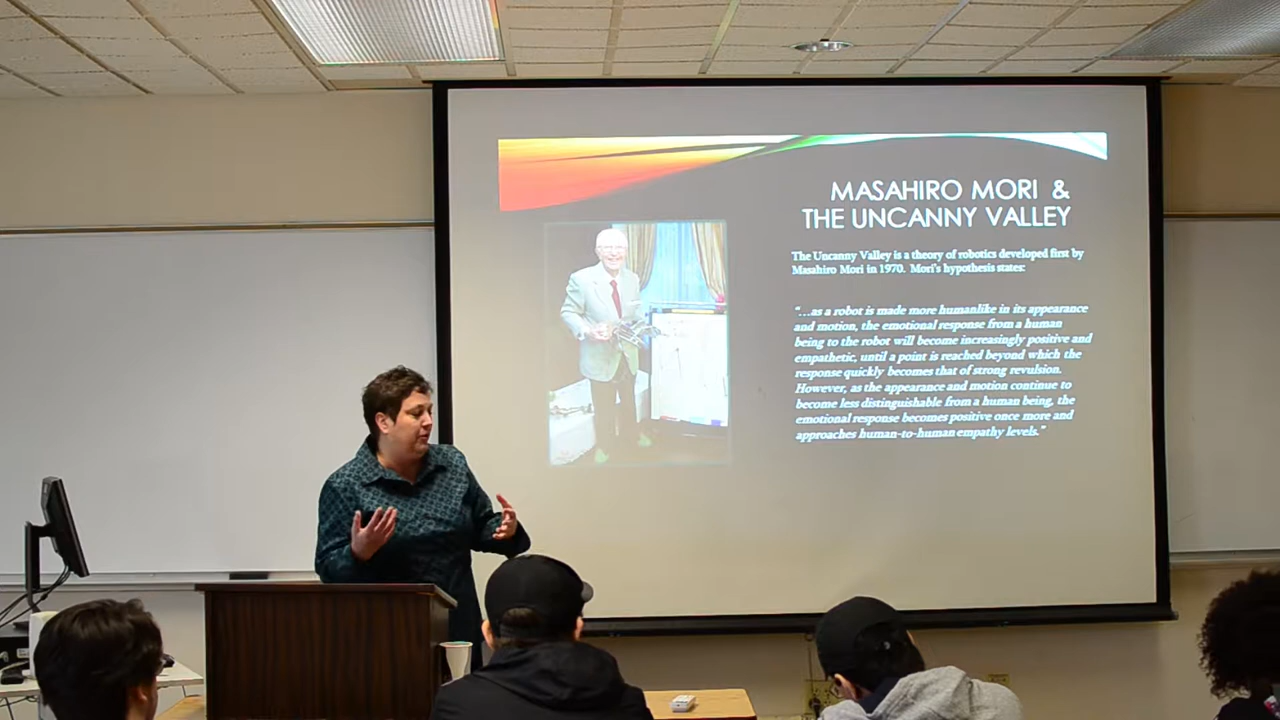 MASAHIRO MORI &
THE UNCANNY VALLEY
The Uncanny Valley is a theory of robotics developed first by
Masahiro Mori in 1970. Mori's hypothesis states:
"…as a robot is made more humanlike in its appearance
and motion, the emotional response from a human
being to the robot will become increasingly positive and
empathetic, until a point is reached beyond which the
response quickly becomes that of strong revulsion.
However, as the appearance and motion continue to
become less distinguishable from a human being, the
emotional response becomes positive once more and
approaches human-to-human empathy levels."